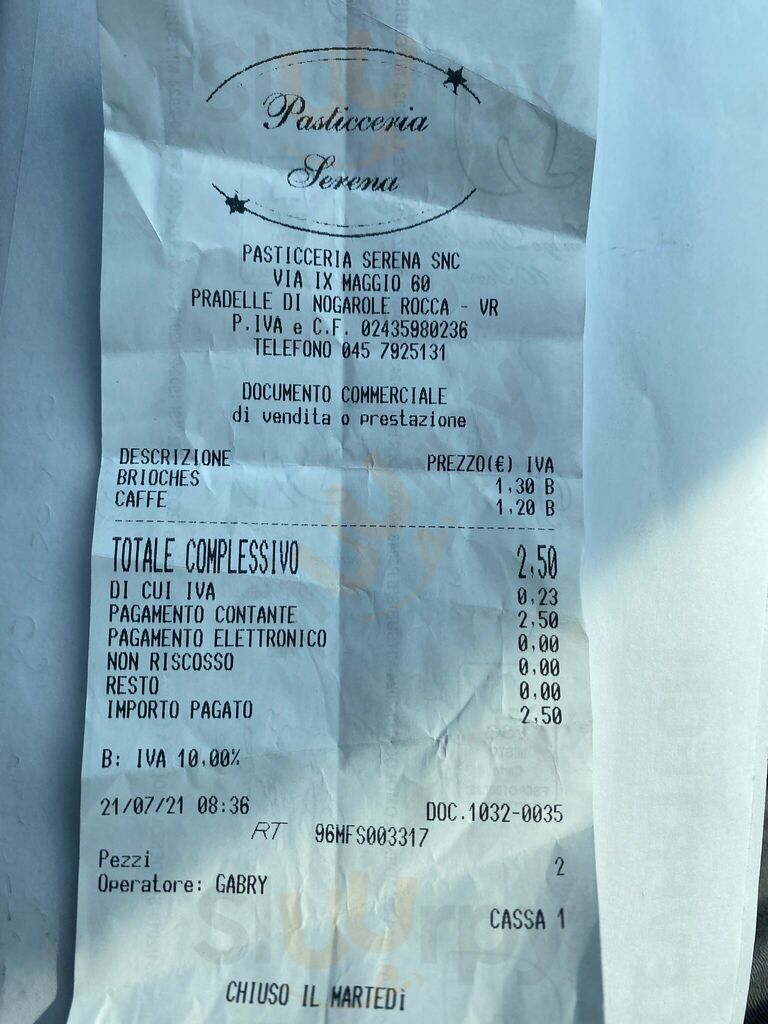 Pasticceria
Serena
PASTICCERIA SERENA SNC
VIA IX MAGGIO 60
PRADELLE DI NOGAROLE ROCCA - VR
P.IVA e C.F. 02435980236
TELEFONO 045 7925131
DOCUMENTO COMMERCIALE
di vendita o prestazione
DESCRIZIONE PREZZO(€) IVA
BRIOCHES 1,30 B
CAFFE 1,20 B
TOTALE COMPLESSIVO 2,50
DI CUI IVA 0,23
PAGAMENTO CONTANTE 2,50
PAGAMENTO ELETTRONICO 0,00
NON RISCOSSO 0,00
RESTO 0,00
IMPORTO PAGATO 2,50
B: IVA 10,00%
21/07/21 08:36 DOC.1032-0035
RT 96MFS003317
Pezzi 2
Operatore: GABRY
CASSA 1
Sluurpy
CHIUSO IL MARTEDì